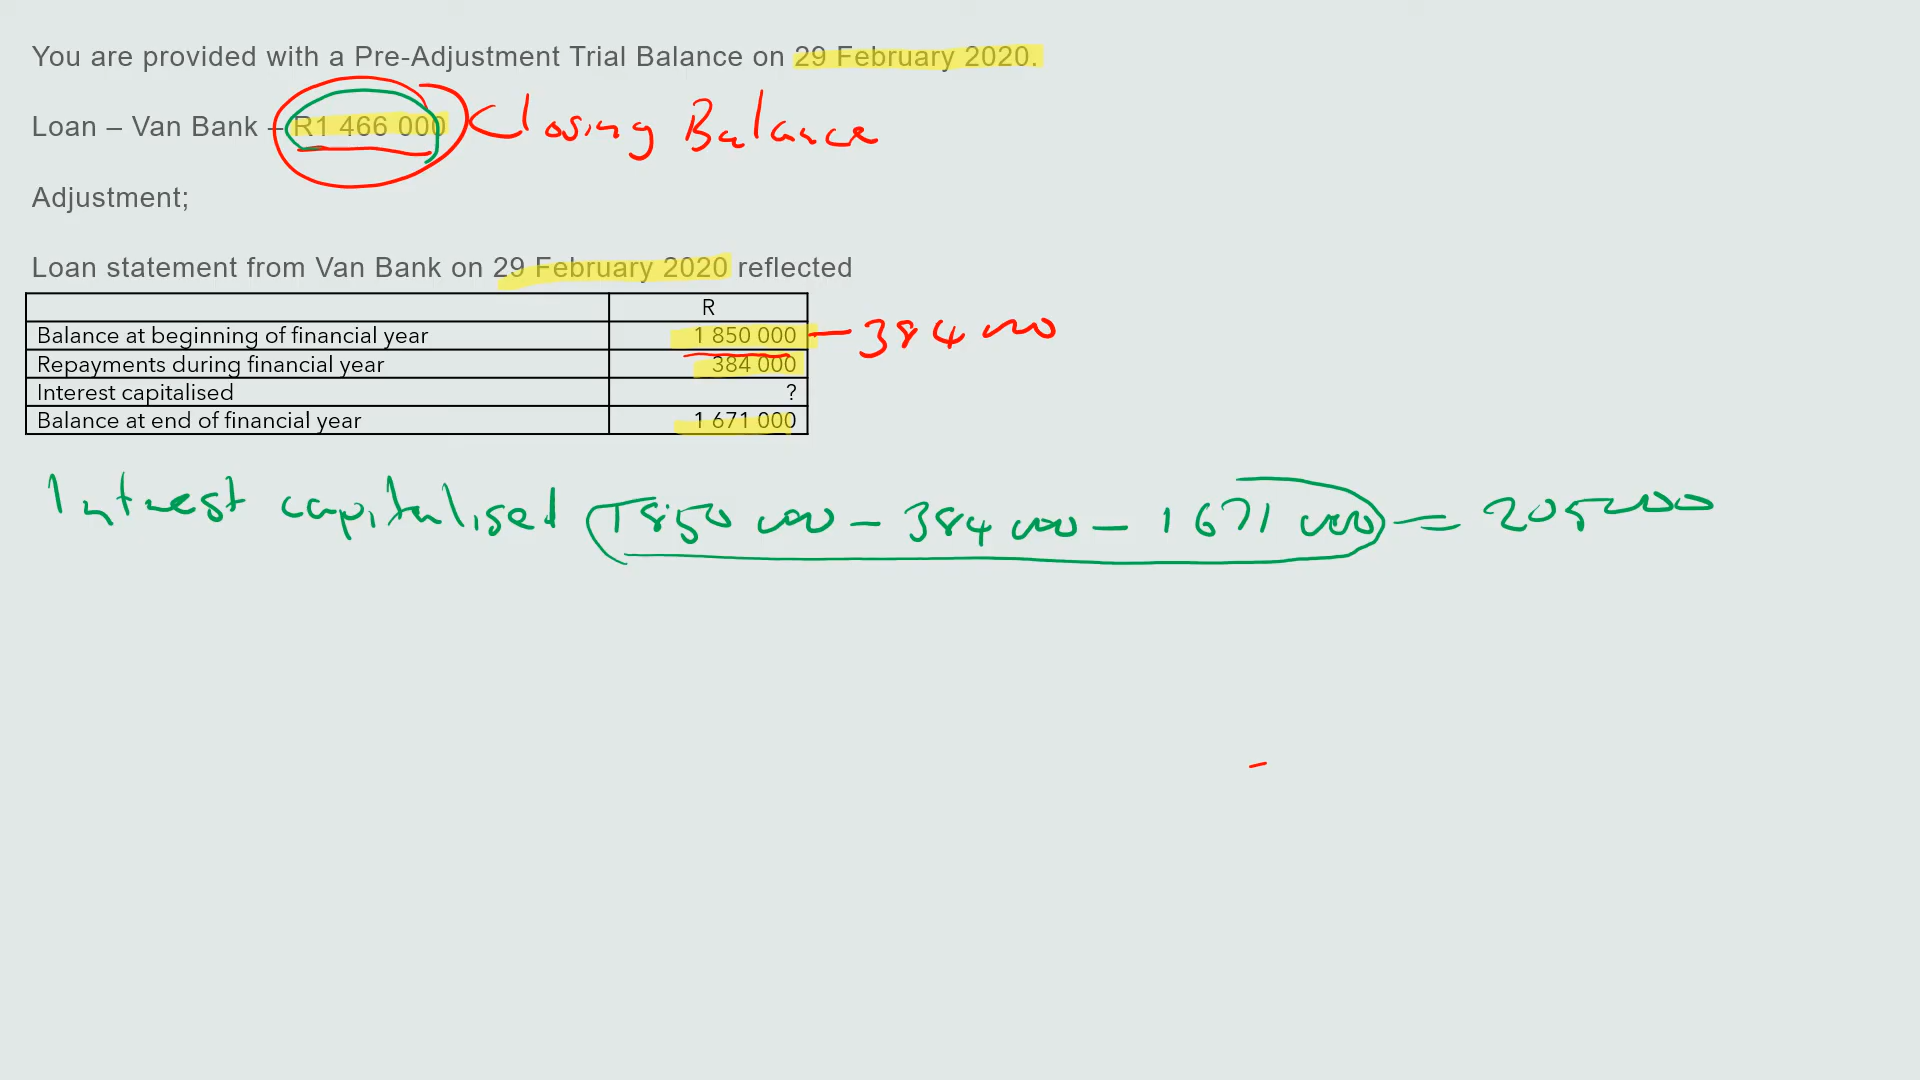 You are provided with a Pre-Adjustment Trial Balance on 29 February 2020.
Loan – Van Bank – R1 466 000 Closing Balance
Adjustment;
Loan statement from Van Bank on 29 February 2020 reflected
R
Balance at beginning of financial year 1 850 000 – 384 000
Repayments during financial year 384 000
Interest capitalised ?
Balance at end of financial year 1 671 000
Interest capitalised 1 850 000 – 384 000 – 1 671 000 = 205 000